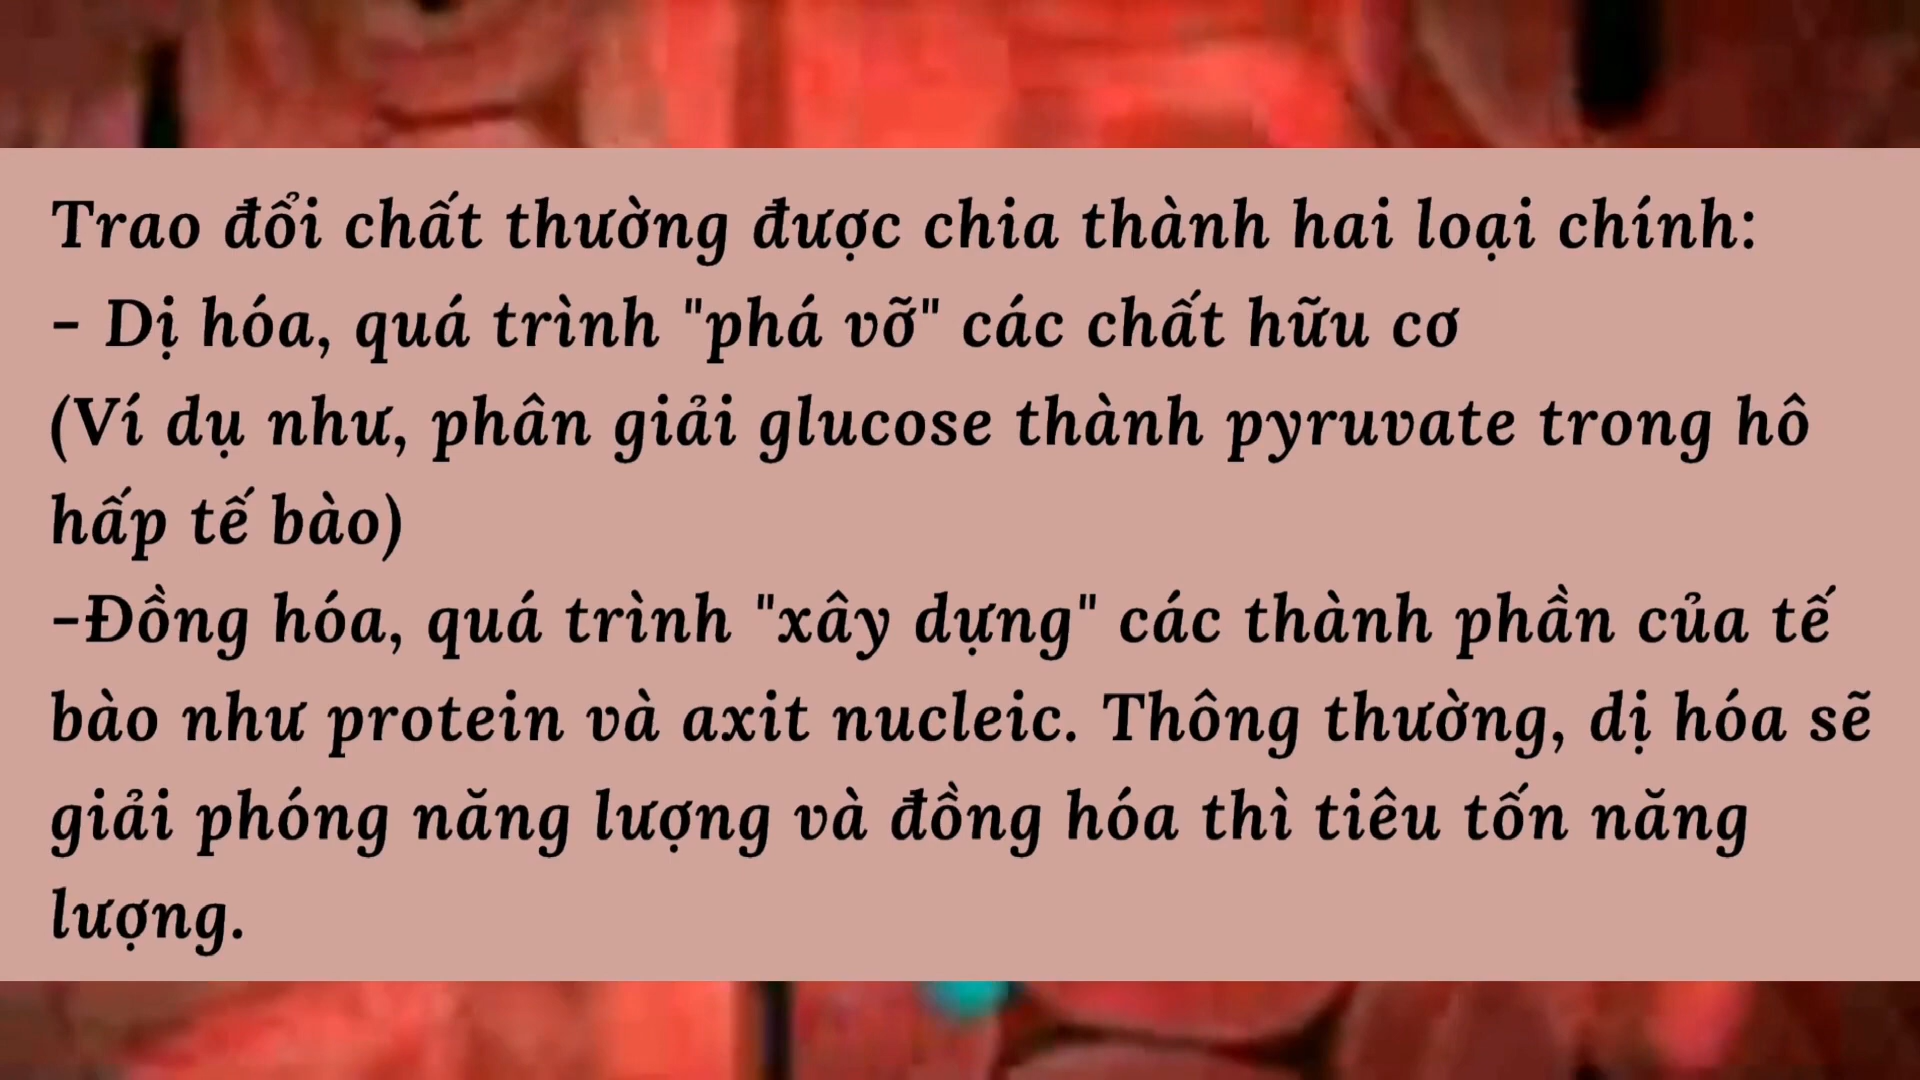 Trao đổi chất thường được chia thành hai loại chính:
- Dị hóa, quá trình "phá vỡ" các chất hữu cơ
(Ví dụ như, phân giải glucose thành pyruvate trong hô
hấp tế bào)
-Đồng hóa, quá trình "xây dựng" các thành phần của tế
bào như protein và axit nucleic. Thông thường, dị hóa sẽ
giải phóng năng lượng và đồng hóa thì tiêu tốn năng
lượng.